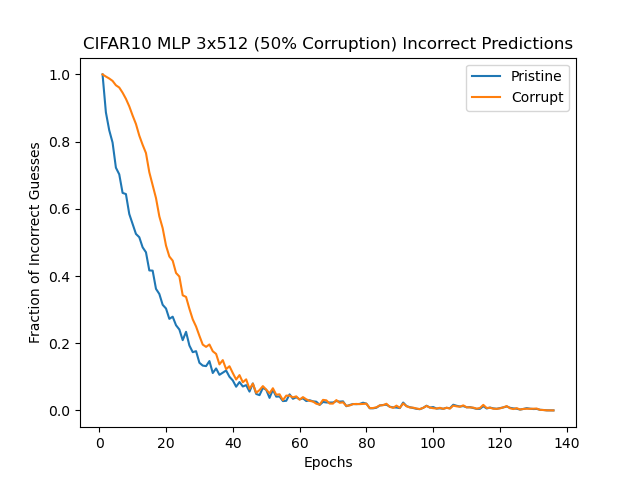 CIFAR10 MLP 3x512 (50% Corruption) Incorrect Predictions
Pristine
Corrupt
Fraction of Incorrect Guesses
1.0
0.8
0.6
0.4
0.2
0.0
0 20 40 60 80 100 120 140
Epochs